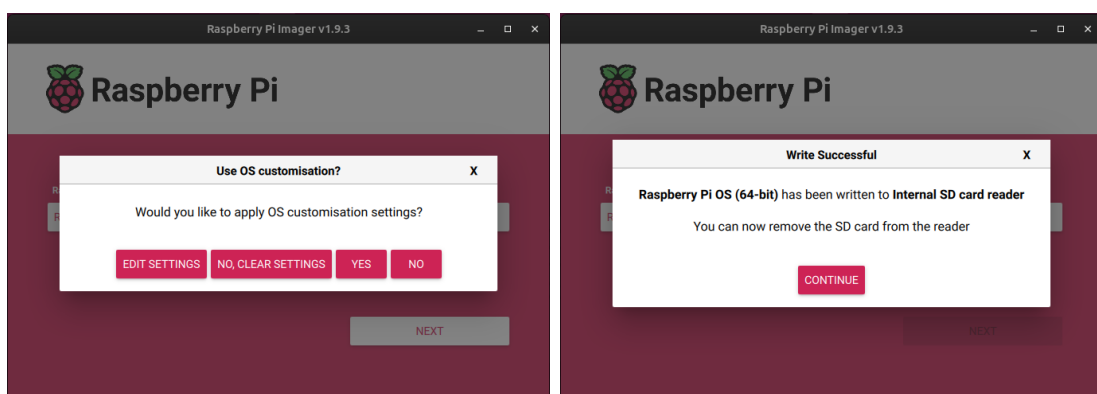 Raspberry Pi Imager v1.9.3
Raspberry Pi
Use OS customisation?
X
Would you like to apply OS customisation settings?
EDIT SETTINGS
NO, CLEAR SETTINGS
YES
NO
NEXT
Raspberry Pi Imager v1.9.3
Raspberry Pi
Write Successful
X
Raspberry Pi OS (64-bit) has been written to Internal SD card reader
You can now remove the SD card from the reader
CONTINUE
NEXT